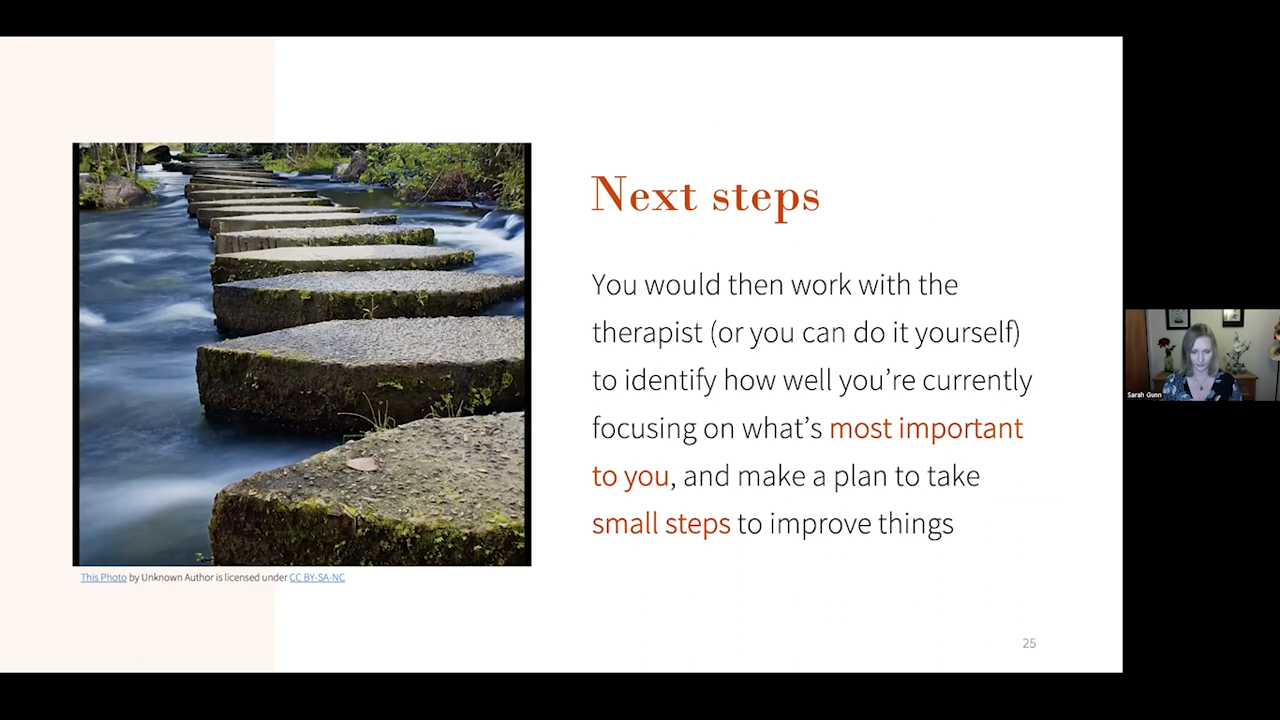 Next steps
You would then work with the
therapist (or you can do it yourself)
to identify how well you're currently
focusing on what's most important
to you, and make a plan to take
small steps to improve things
This Photo by Unknown Author is licensed under CC BY-SA-NC
25
Sarah Gunn